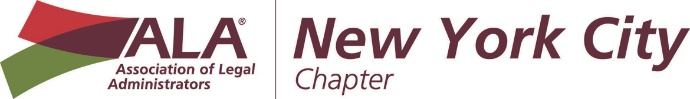 ALA®
Association of Legal
Administrators
New York City
Chapter